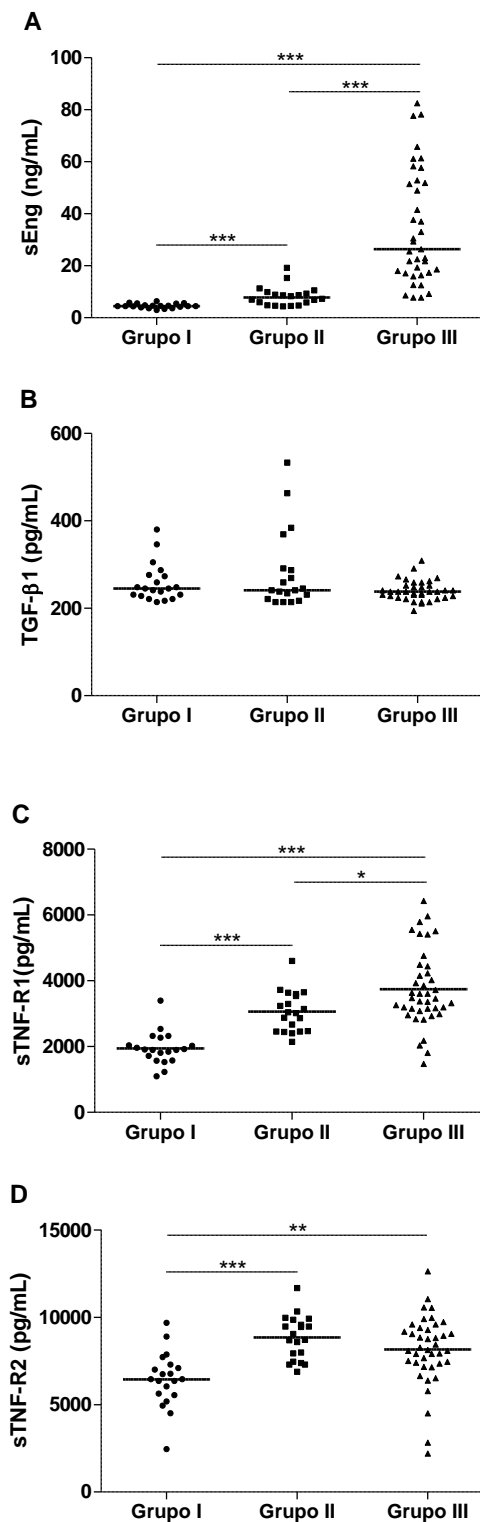 A
***
100
***
80
60
sEng (ng/mL)
40
***
20
0
Grupo I Grupo II Grupo III
B
600
400
TGF-β1 (pg/mL)
200
0
Grupo I Grupo II Grupo III
C
8000
***
*
6000
***
sTNF-R1(pg/mL)
4000
2000
0
Grupo I Grupo II Grupo III
D
15000
**
***
10000
sTNF-R2 (pg/mL)
5000
0
Grupo I Grupo II Grupo III